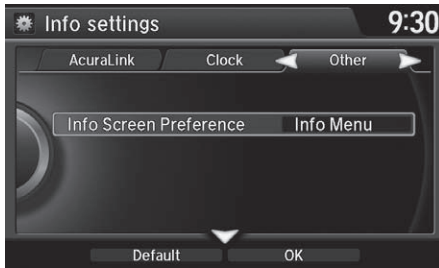 Info settings 9:30
AcuraLink Clock Other
Info Screen Preference Info Menu
Default OK